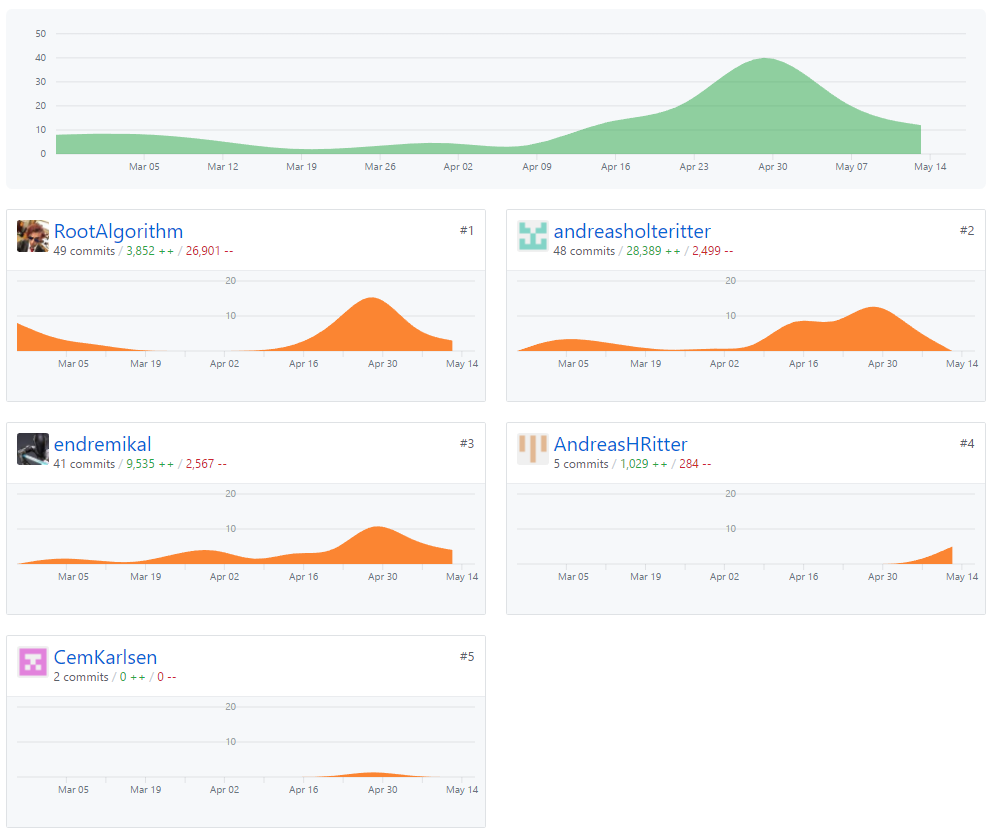 50
40
30
20
10
0
Mar 05 Mar 12 Mar 19 Mar 26 Apr 02 Apr 09 Apr 16 Apr 23 Apr 30 May 07 May 14
RootAlgorithm #1
49 commits / 3,852 ++ / 26,901 --
20
10
Mar 05 Mar 19 Apr 02 Apr 16 Apr 30 May 14
andreasholteritter #2
48 commits / 28,389 ++ / 2,499 --
20
10
Mar 05 Mar 19 Apr 02 Apr 16 Apr 30 May 14
endremikal #3
41 commits / 9,535 ++ / 2,567 --
20
10
Mar 05 Mar 19 Apr 02 Apr 16 Apr 30 May 14
AndreasHRitter #4
5 commits / 1,029 ++ / 284 --
20
10
Mar 05 Mar 19 Apr 02 Apr 16 Apr 30 May 14
CemKarlsen #5
2 commits / 0 ++ / 0 --
20
10
Mar 05 Mar 19 Apr 02 Apr 16 Apr 30 May 14